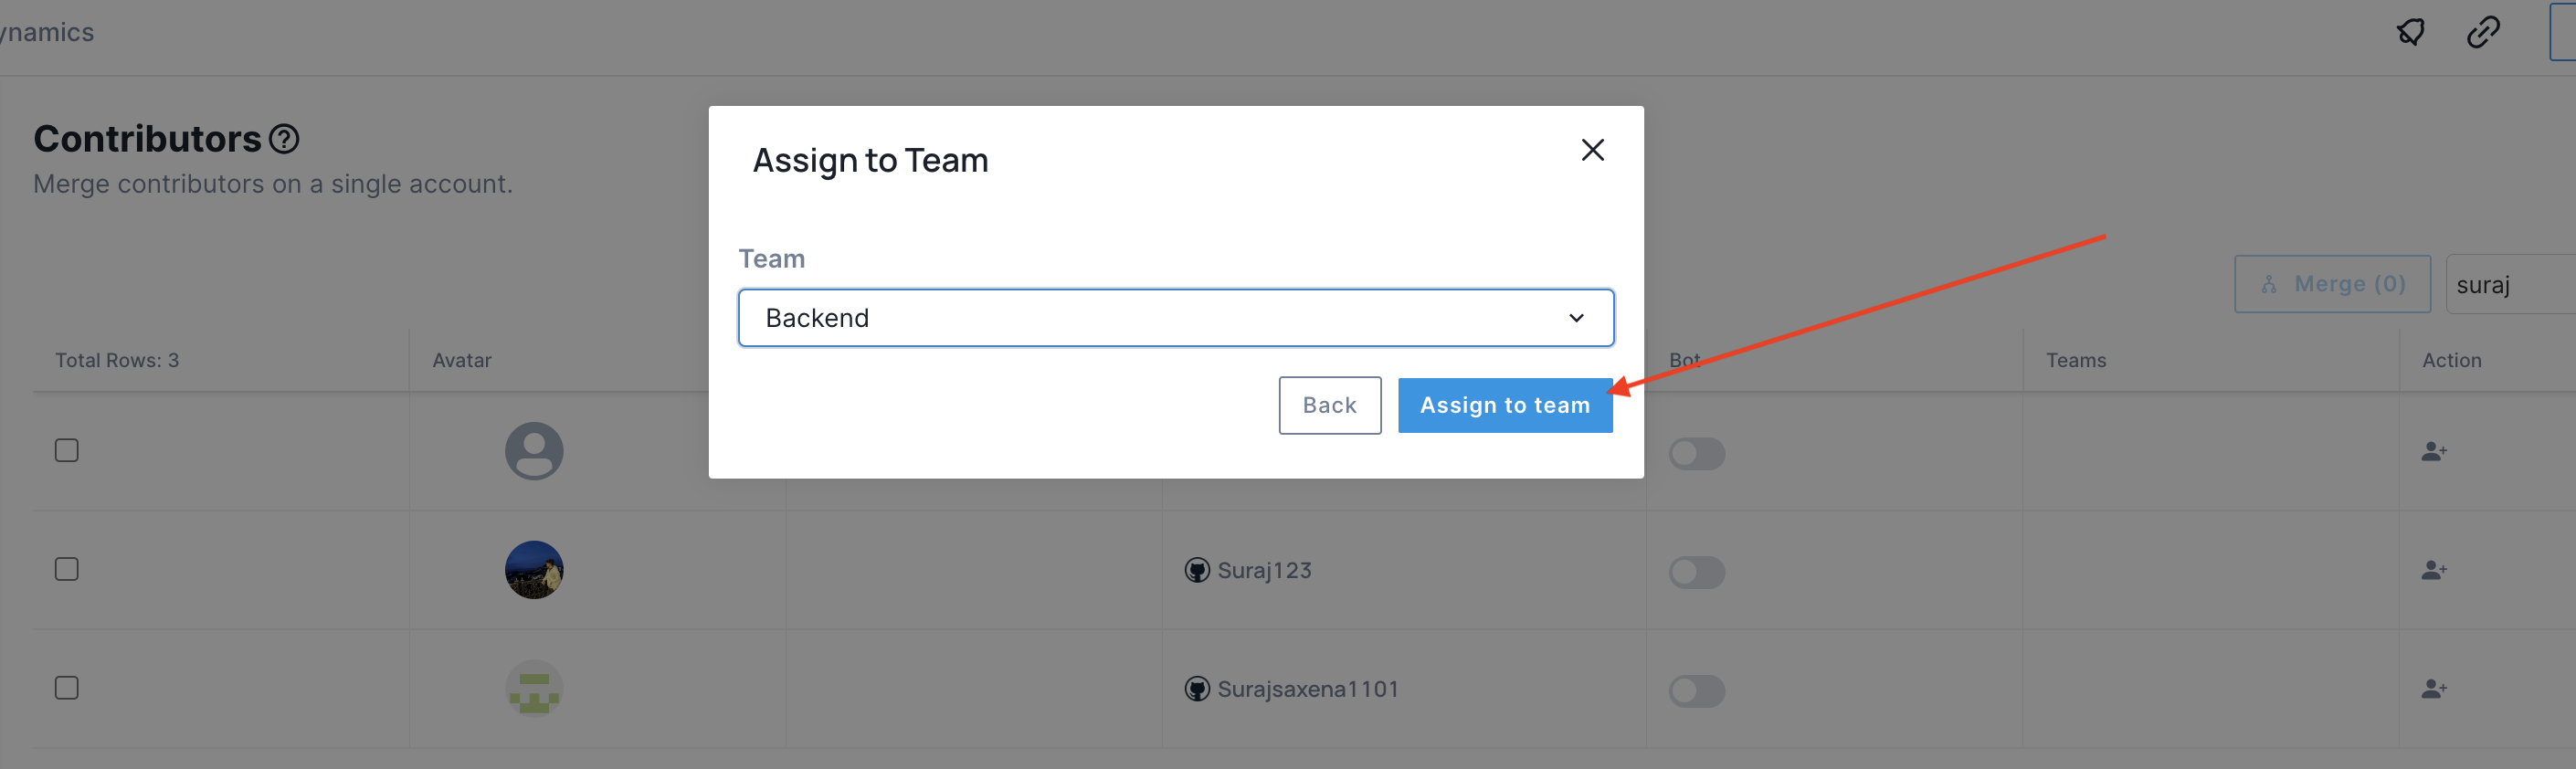 ynamics
Contributors
Merge contributors on a single account.
Assign to Team
Team
Backend
Back
Assign to team
Merge (0)
suraj
Total Rows: 3
Avatar
Bot
Teams
Action
Suraj123
Surajsaxena1101